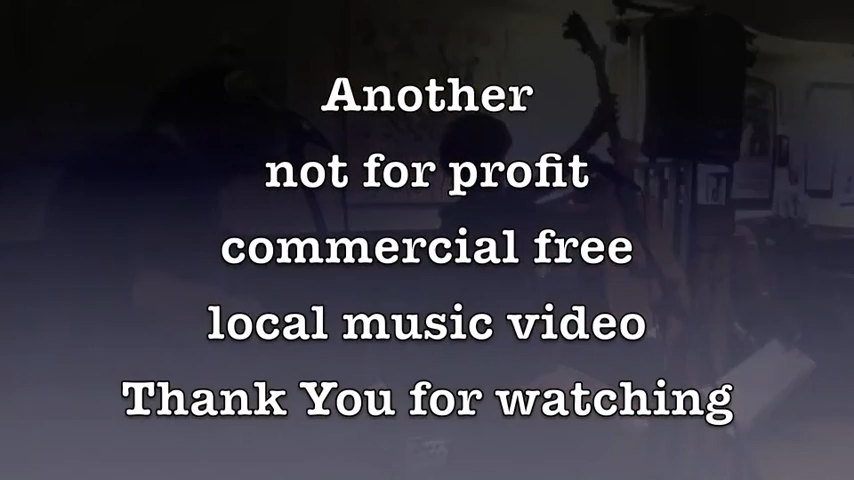 Another
not for profit
commercial free
local music video
Thank You for watching